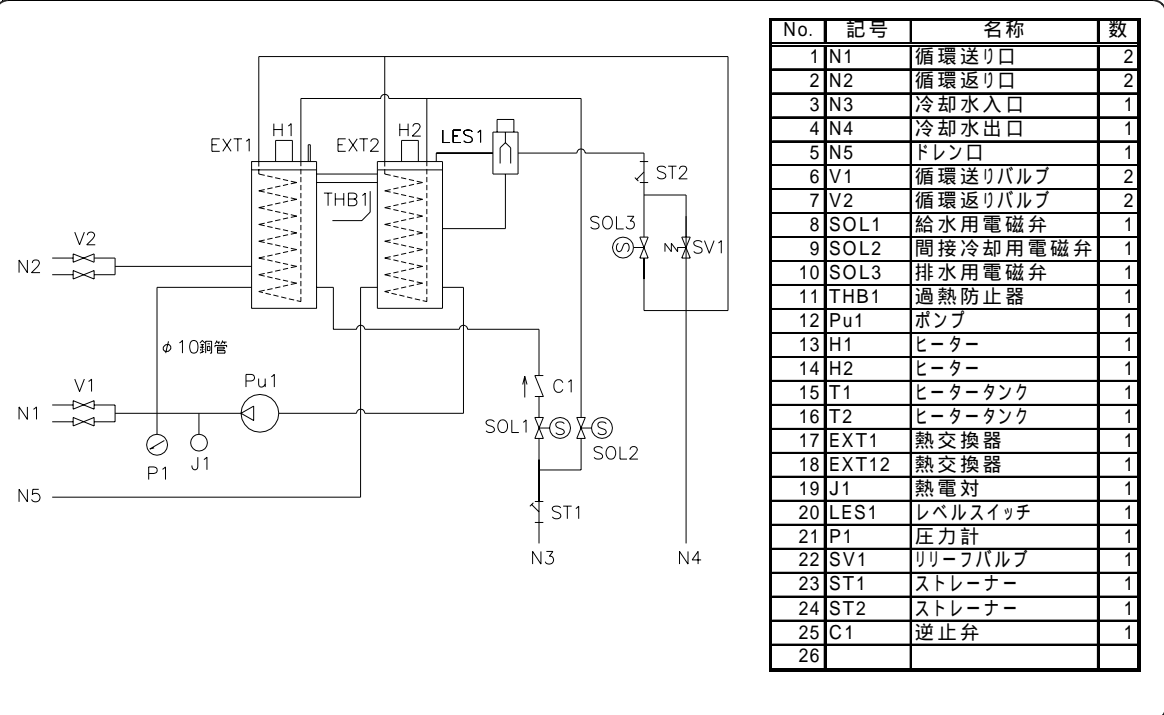 H1
H2
LES1
EXT1
EXT2
ST2
THB1
SOL3
S
SV1
V2
N2
φ10銅管
V1
Pu1
C1
N1
SOL1
S
S
SOL2
P1
J1
N5
ST1
N3
N4
No. 記号 名称 数
1 N1 循環送り口 2
2 N2 循環返り口 2
3 N3 冷却水入口 1
4 N4 冷却水出口 1
5 N5 ドレン口 1
6 V1 循環送りバルブ 2
7 V2 循環返りバルブ 2
8 SOL1 給水用電磁弁 1
9 SOL2 間接冷却用電磁弁 1
10 SOL3 排水用電磁弁 1
11 THB1 過熱防止器 1
12 Pu1 ポンプ 1
13 H1 ヒーター 1
14 H2 ヒーター 1
15 T1 ヒータータンク 1
16 T2 ヒータータンク 1
17 EXT1 熱交換器 1
18 EXT12 熱交換器 1
19 J1 熱電対 1
20 LES1 レベルスイッチ 1
21 P1 圧力計 1
22 SV1 リリーフバルブ 1
23 ST1 ストレーナー 1
24 ST2 ストレーナー 1
25 C1 逆止弁 1
26